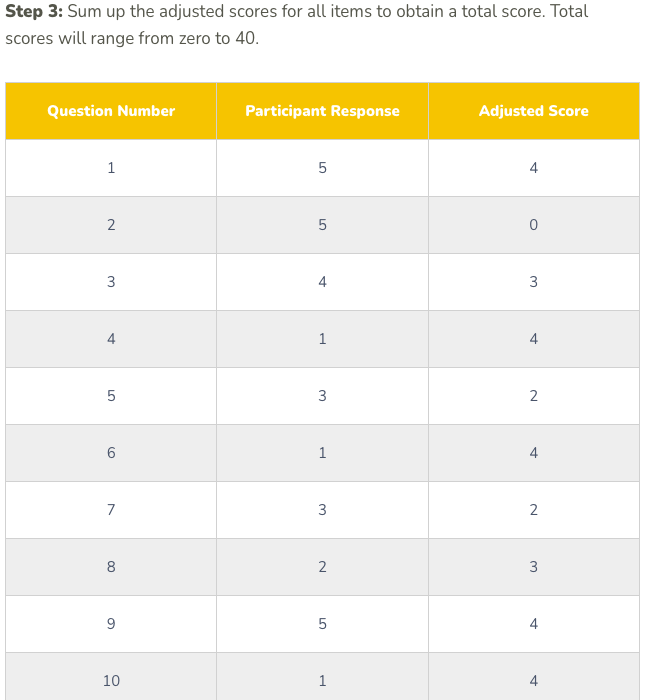 Step 3: Sum up the adjusted scores for all items to obtain a total score. Total
scores will range from zero to 40.
Question Number Participant Response Adjusted Score
1 5 4
2 5 0
3 4 3
4 1 4
5 3 2
6 1 4
7 3 2
8 2 3
9 5 4
10 1 4